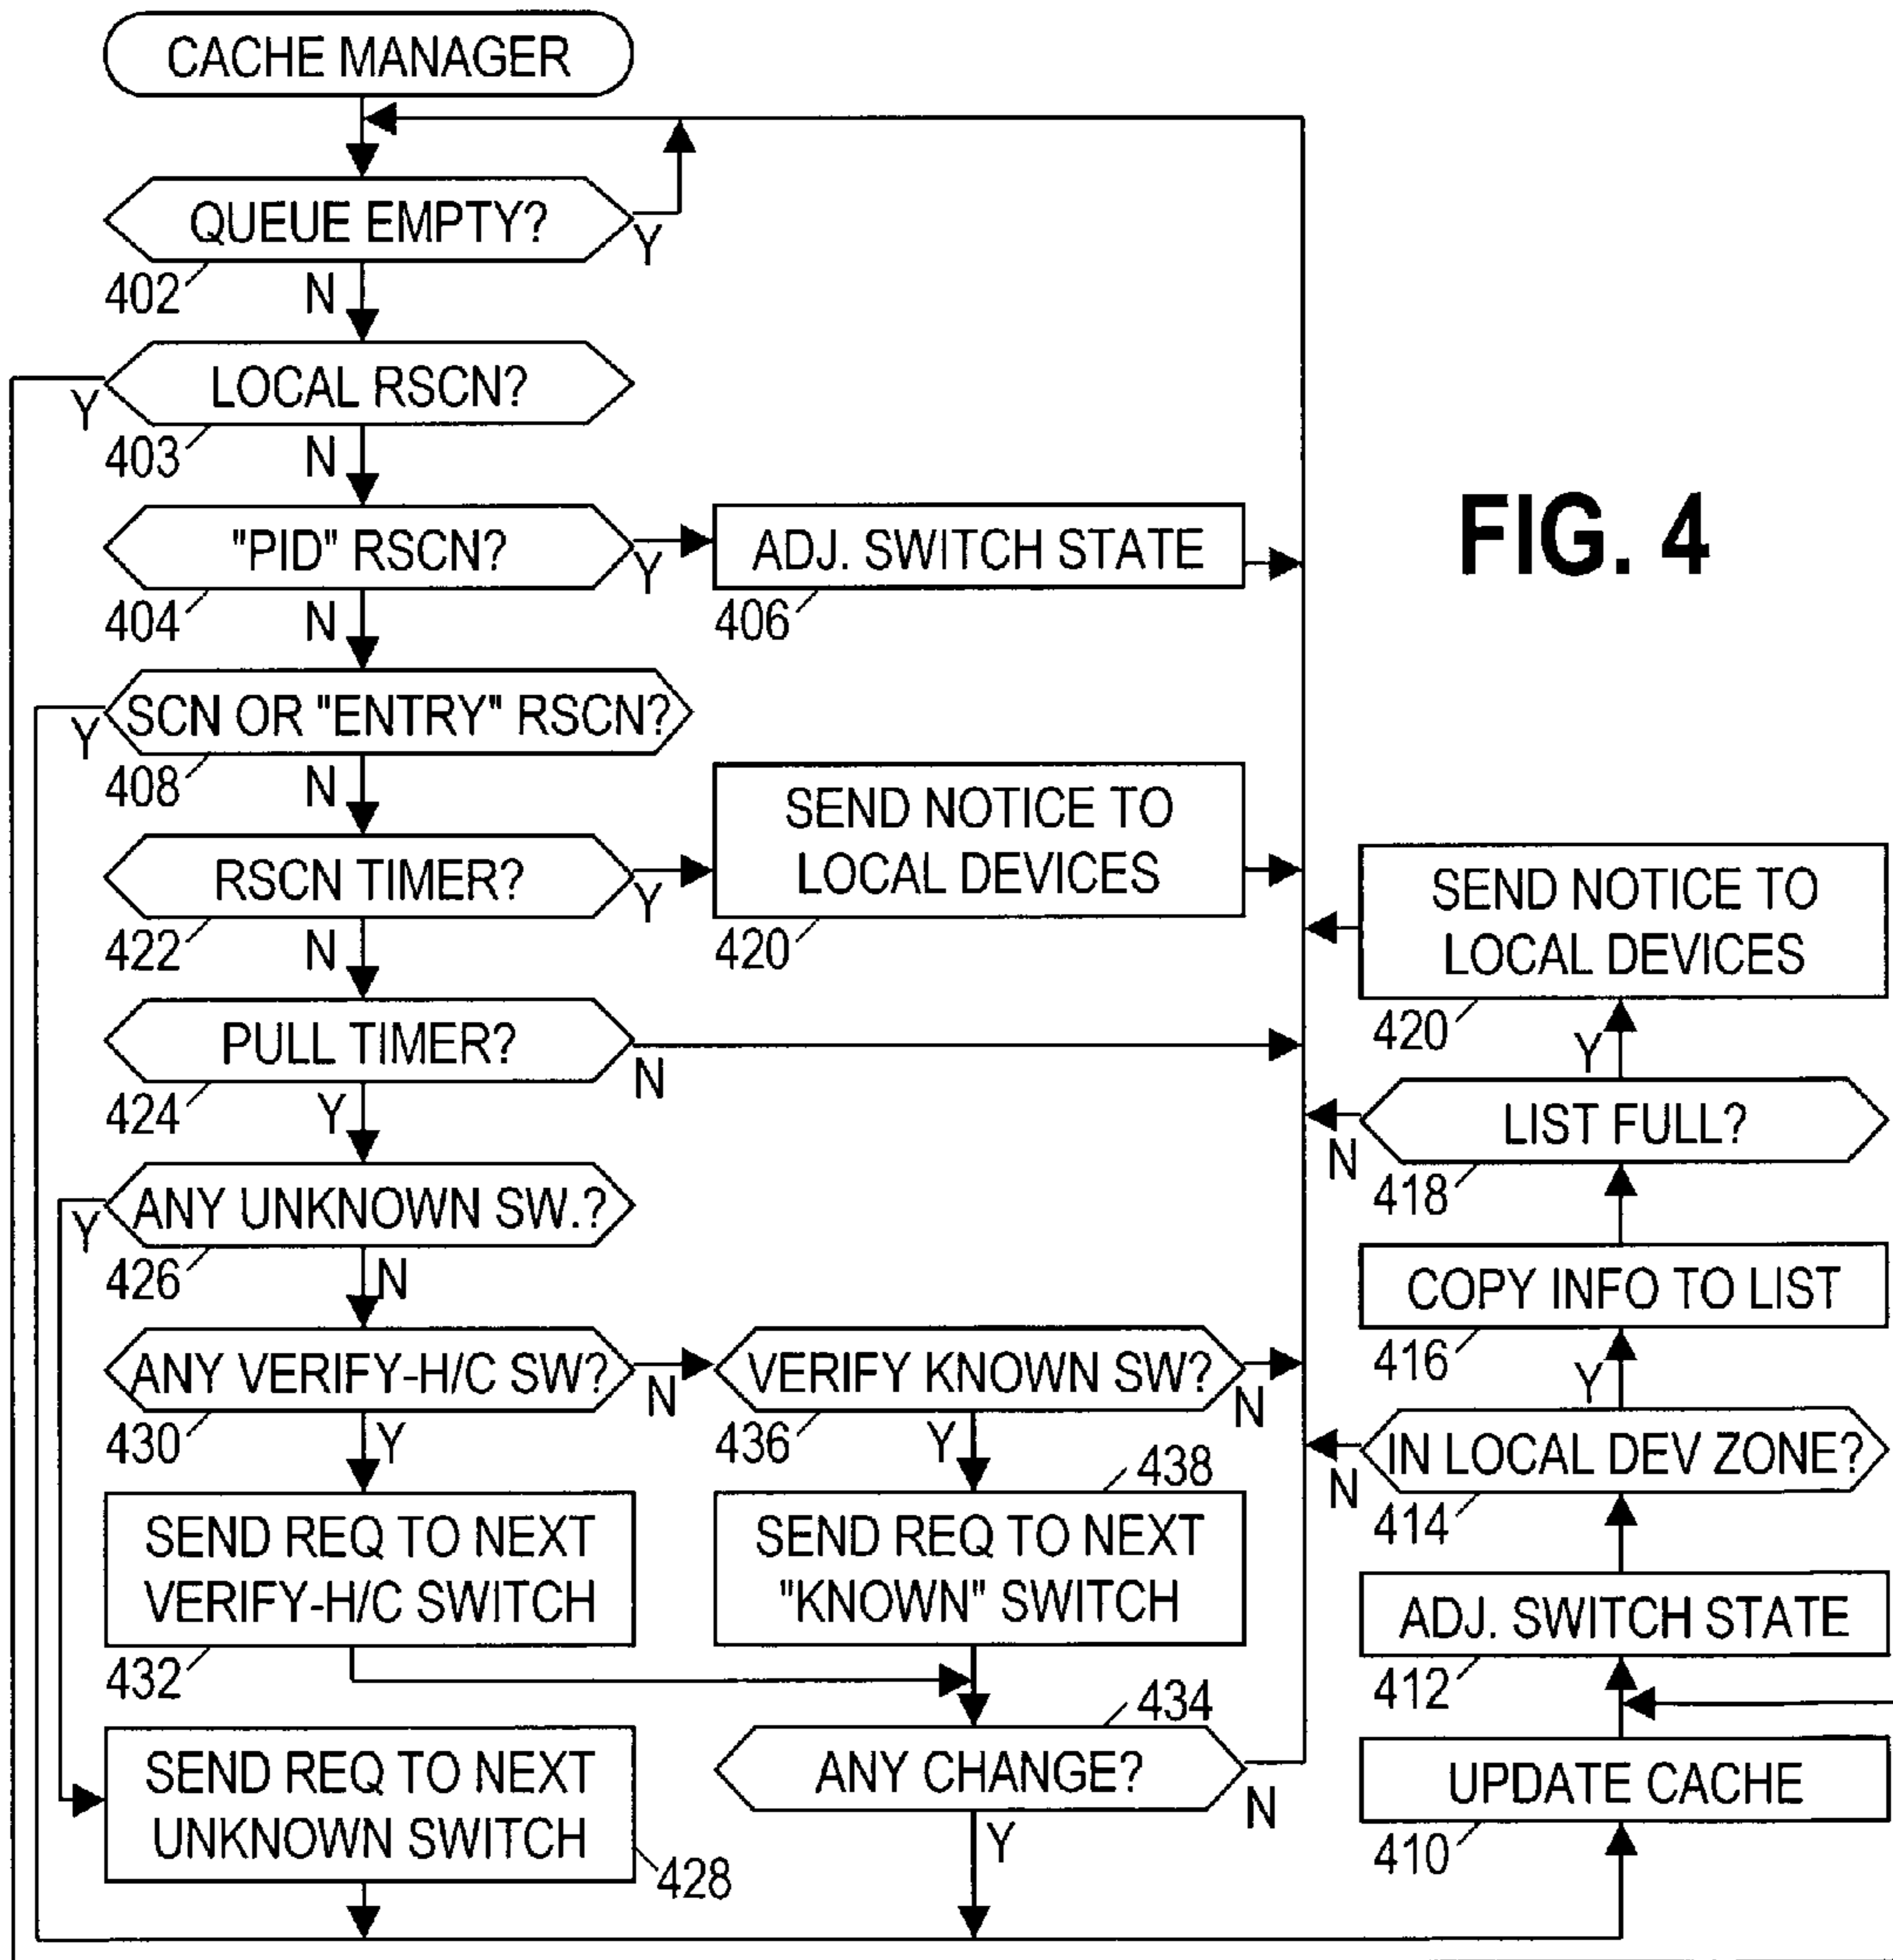 CACHE MANAGER
QUEUE EMPTY?
Y
402
N
LOCAL RSCN?
Y
403
N
"PID" RSCN?
Y
404
N
ADJ. SWITCH STATE
406
FIG. 4
SCN OR "ENTRY" RSCN?
Y
408
N
RSCN TIMER?
Y
422
N
SEND NOTICE TO
LOCAL DEVICES
420
PULL TIMER?
N
424
Y
ANY UNKNOWN SW.?
Y
426
N
ANY VERIFY-H/C SW?
N
430
Y
VERIFY KNOWN SW?
N
436
Y
SEND REQ TO NEXT
VERIFY-H/C SWITCH
432
438
SEND REQ TO NEXT
"KNOWN" SWITCH
SEND REQ TO NEXT
UNKNOWN SWITCH
428
434
ANY CHANGE?
N
Y
SEND NOTICE TO
LOCAL DEVICES
420
Y
LIST FULL?
N
418
COPY INFO TO LIST
416
Y
IN LOCAL DEV ZONE?
N
414
ADJ. SWITCH STATE
412
UPDATE CACHE
410